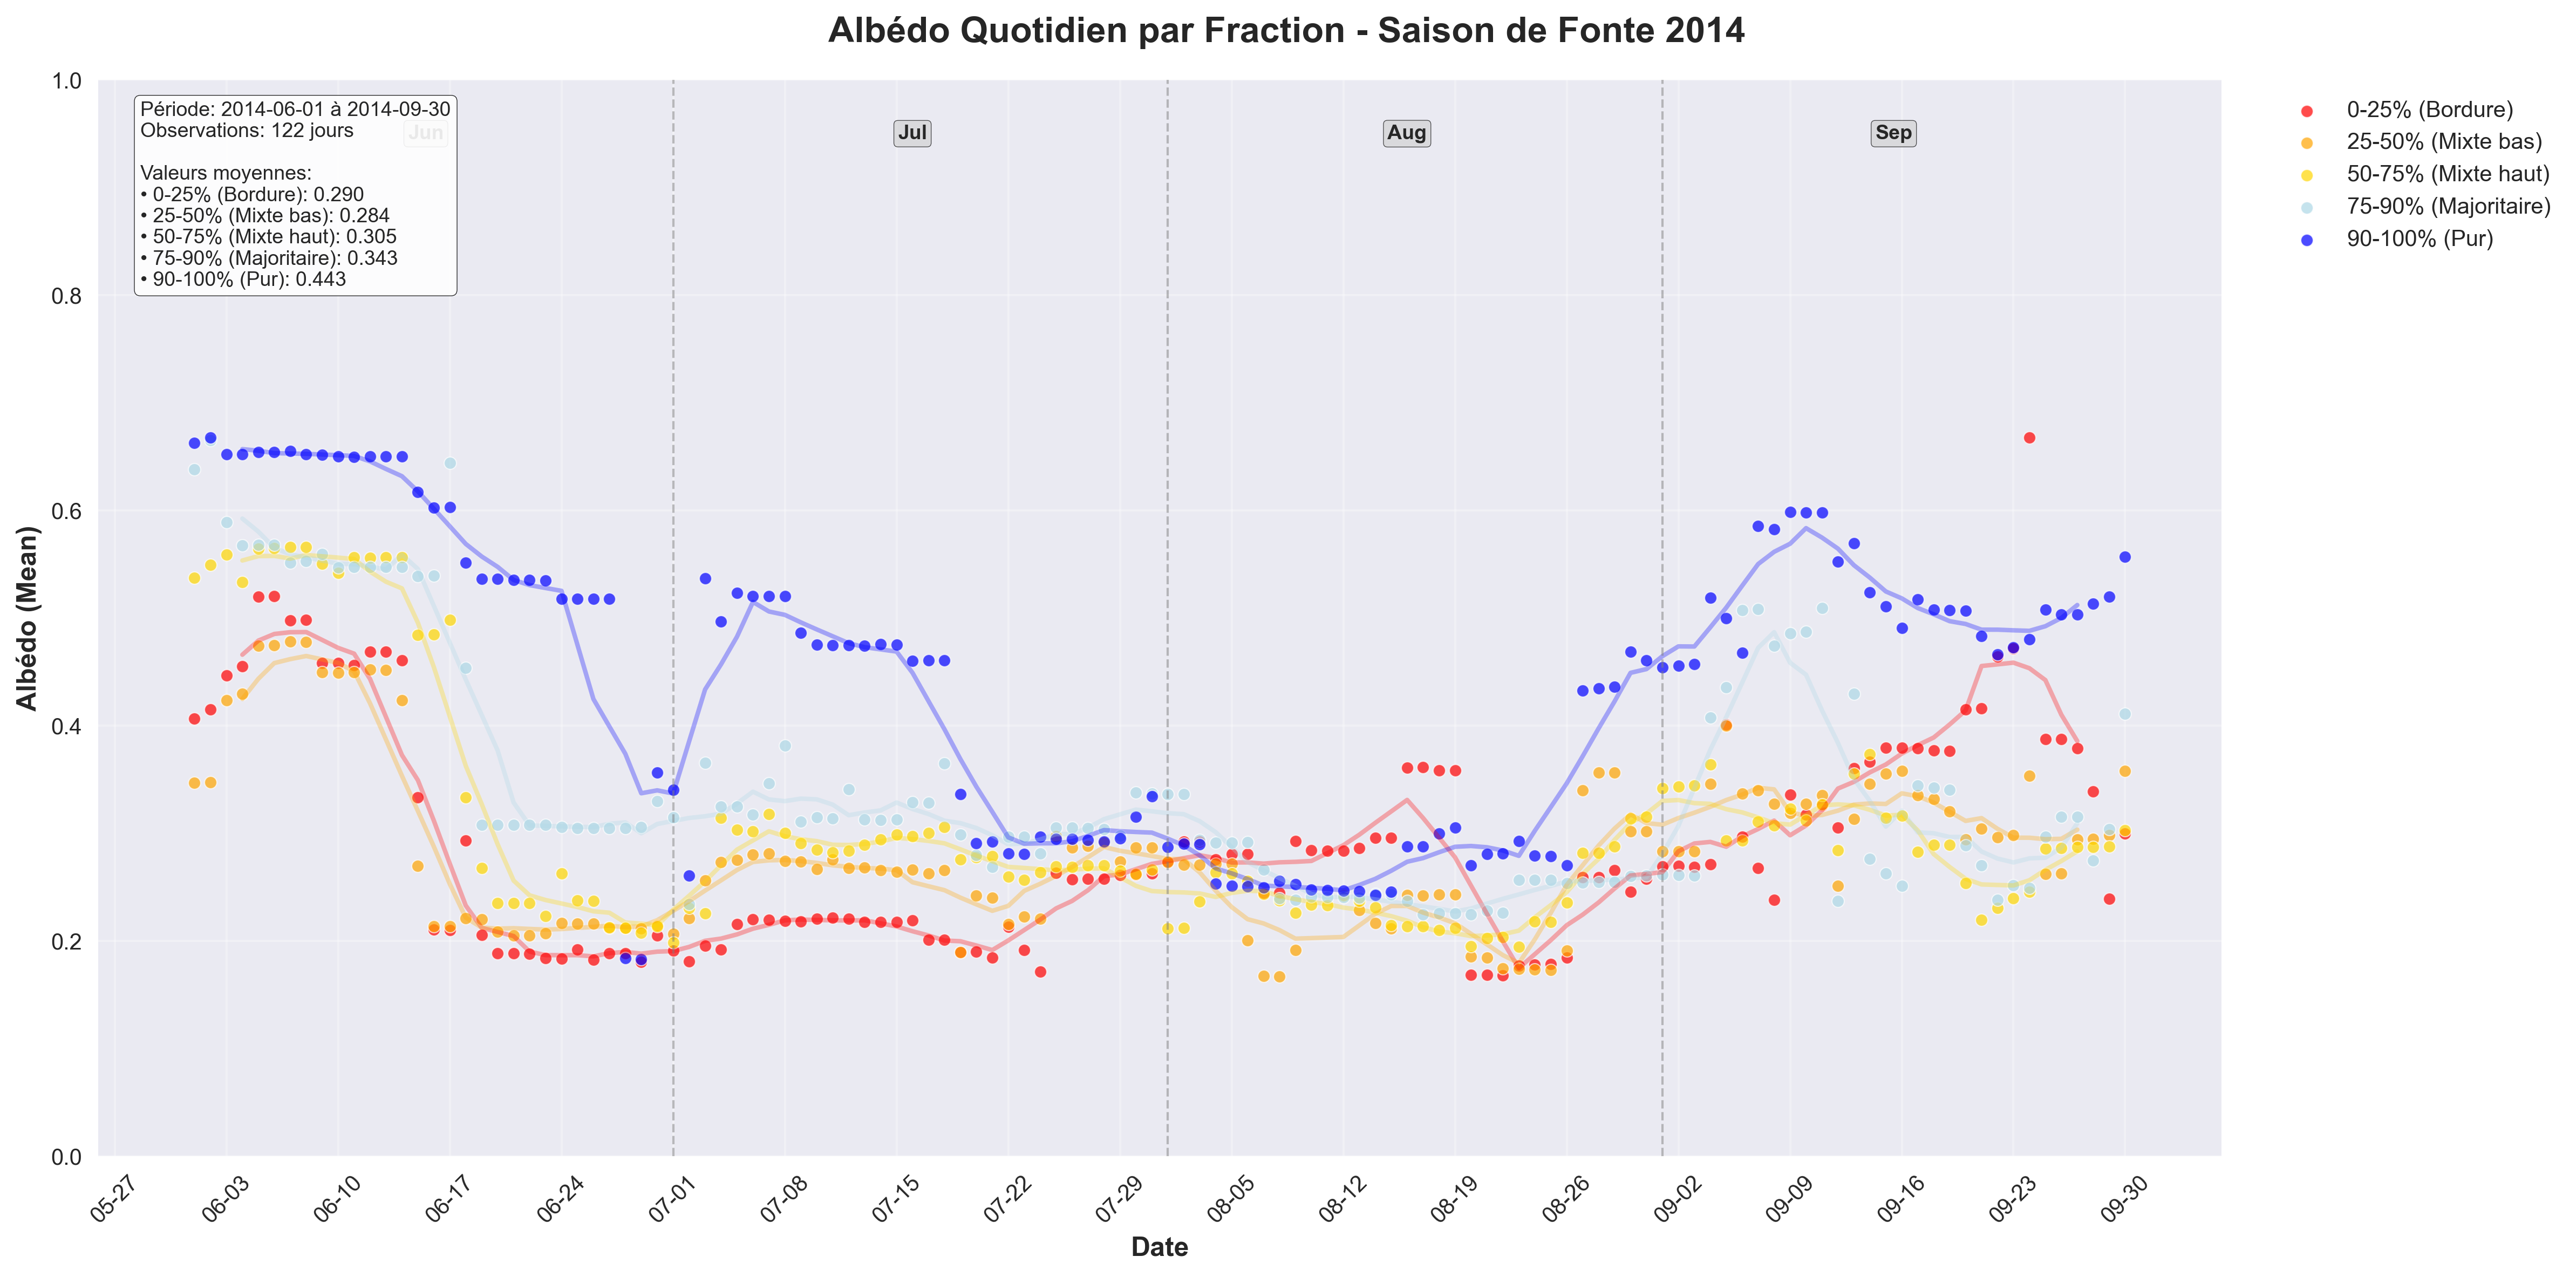 Albédo Quotidien par Fraction - Saison de Fonte 2014
Période: 2014-06-01 à 2014-09-30
Observations: 122 jours
Valeurs moyennes:
• 0-25% (Bordure): 0.290
• 25-50% (Mixte bas): 0.284
• 50-75% (Mixte haut): 0.305
• 75-90% (Majoritaire): 0.343
• 90-100% (Pur): 0.443
Jun
Jul
Aug
Sep
0-25% (Bordure)
25-50% (Mixte bas)
50-75% (Mixte haut)
75-90% (Majoritaire)
90-100% (Pur)
Albédo (Mean)
1.0
0.8
0.6
0.4
0.2
0.0
05-27
06-03
06-10
06-17
06-24
07-01
07-08
07-15
07-22
07-29
08-05
08-12
08-19
08-26
09-02
09-09
09-16
09-23
09-30
Date